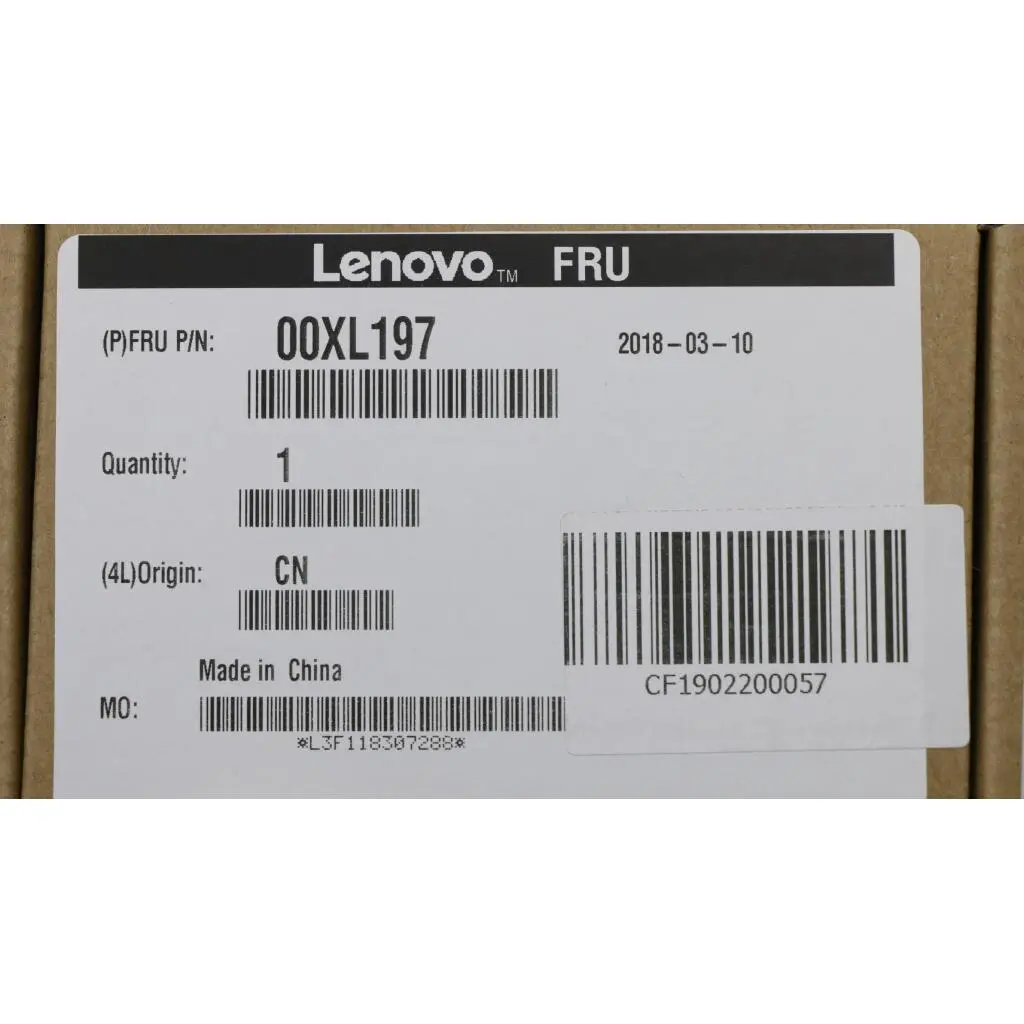 Lenovo™ FRU
(P)FRU P/N: 00XL197 2018-03-10
Quantity: 1
(4L)Origin: CN
Made in China
MO:
*L3F118307288*
CF1902200057